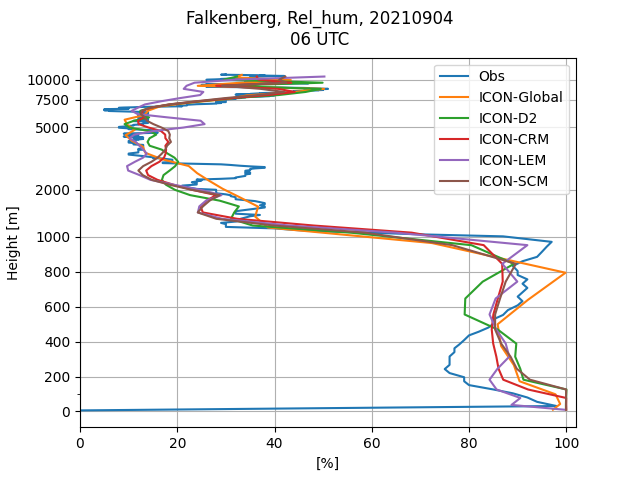 Falkenberg, Rel_hum, 20210904
06 UTC
Obs
ICON-Global
ICON-D2
ICON-CRM
ICON-LEM
ICON-SCM
10000
7500
5000
2000
1000
800
600
400
200
0
Height [m]
0 20 40 60 80 100
[%]